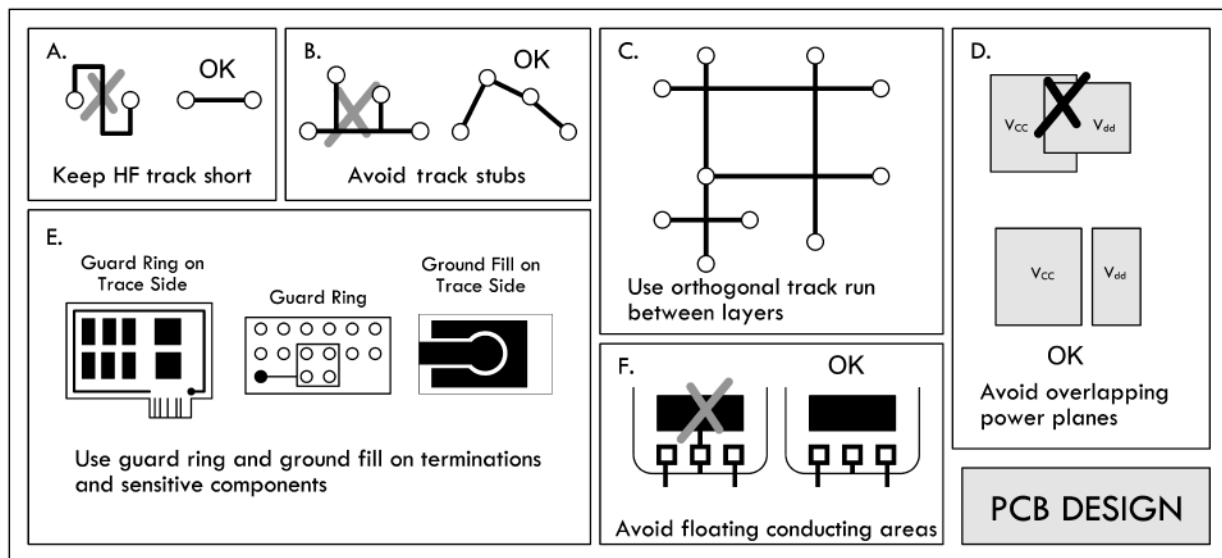 A.
OK
Keep HF track short
B.
OK
Avoid track stubs
C.
Use orthogonal track run
between layers
D.
Vcc
Vdd
Vcc
Vdd
OK
Avoid overlapping
power planes
E.
Guard Ring on
Trace Side
Guard Ring
Ground Fill on
Trace Side
Use guard ring and ground fill on terminations
and sensitive components
F.
OK
Avoid floating conducting areas
PCB DESIGN